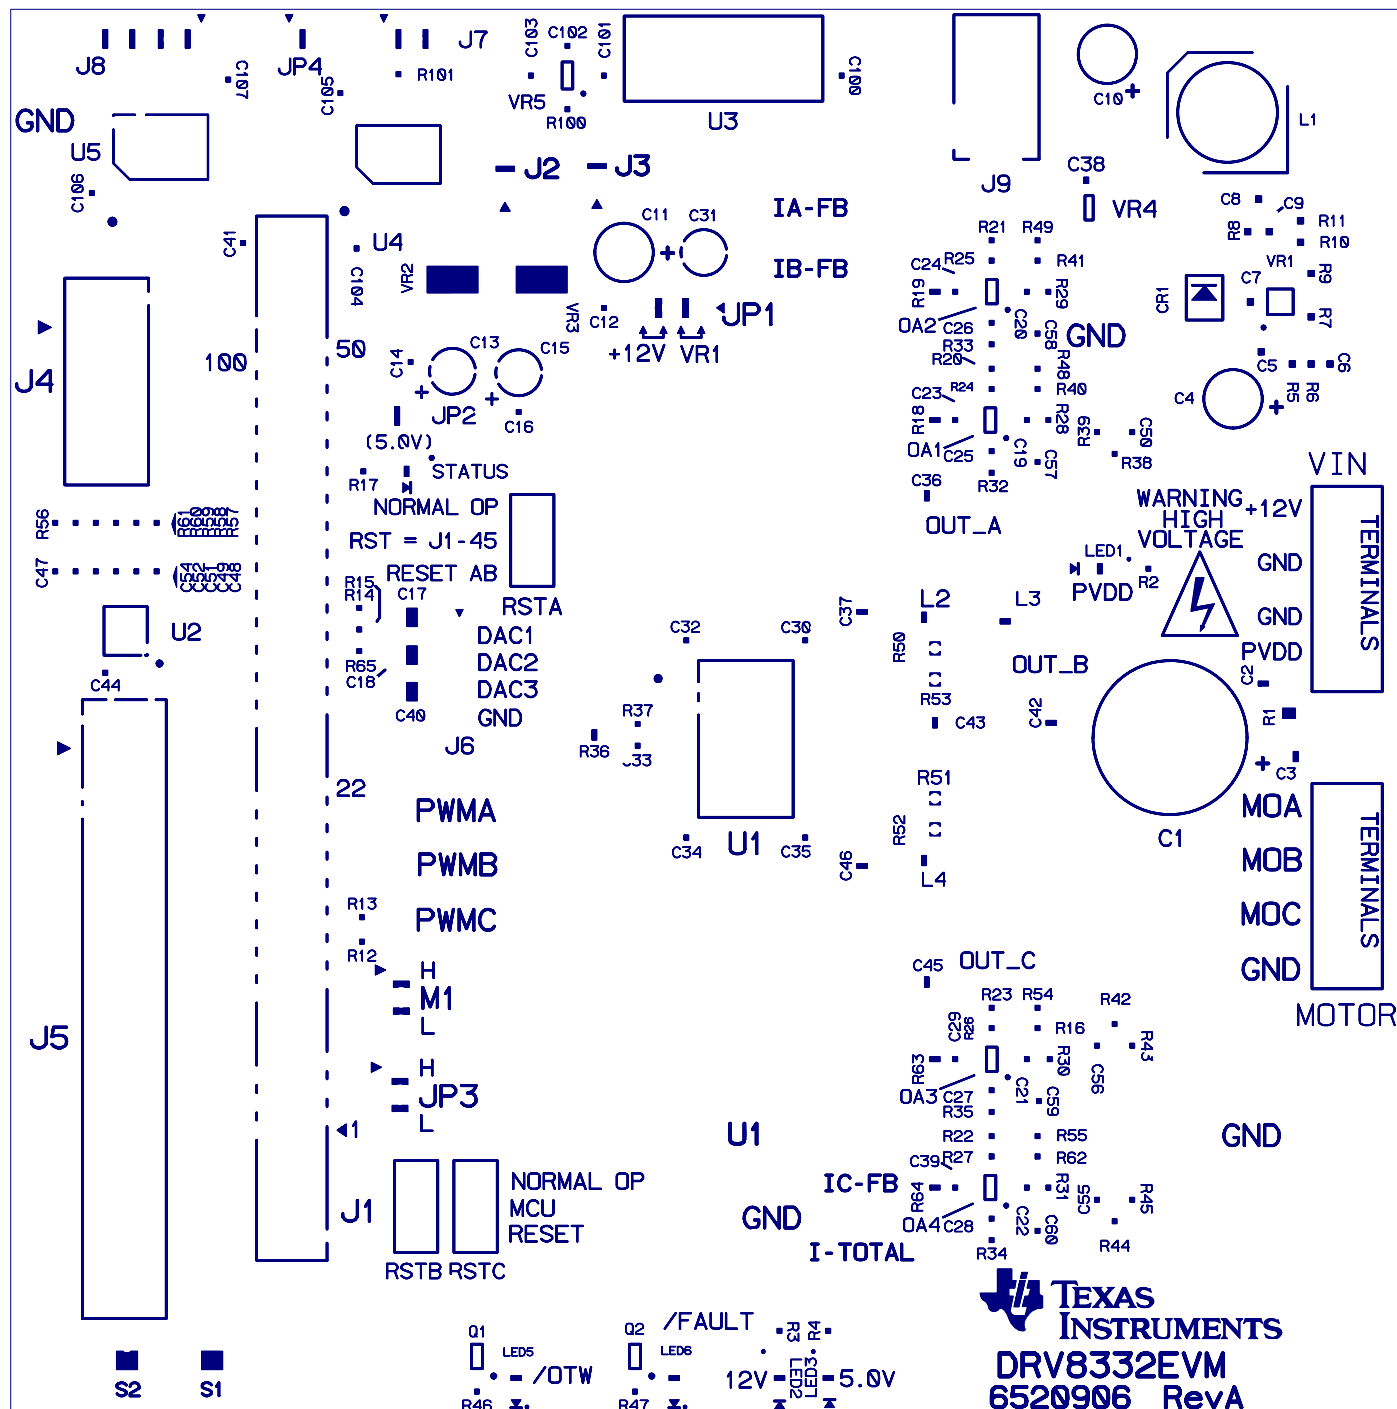 J8
JP4
J7
C107
C105
R101
C103
C102
C101
VR5
R100
U3
C100
C10
L1
GND
U5
C106
J2
J3
J9
C38
VR4
C8
C9
R8
R11
R10
IA-FB
IB-FB
C41
U4
C104
VR2
VR3
C11
C31
C12
JP1
+12V
VR1
R21
R49
C24
R25
R41
R19
R29
OA2
C26
C20
C58
R33
GND
CR1
C7
VR1
R9
R7
C5
R5
R6
C6
C4
100
50
J4
C14
C13
C15
JP2
C16
(5.0V)
R20
R48
C23
R24
R40
R18
R28
OA1
C25
C19
C57
R32
R39
C50
R38
R17
STATUS
NORMAL OP
RST = J1-45
RESET AB
RSTA
C36
OUT_A
VIN
WARNING
HIGH
VOLTAGE
+12V
GND
GND
PVDD
TERMINALS
LED1
PVDD
R2
R56
R61
R60
R59
R58
R57
C47
C54
C52
C51
C49
C48
U2
C44
R15
R14
C17
R65
C18
C40
DAC1
DAC2
DAC3
GND
J6
C32
C30
C37
L2
L3
R50
R53
OUT_B
C43
C42
C2
R1
C3
R37
R36
J33
22
PWMA
PWMB
PWMC
U1
C34
C35
C46
R51
R52
L4
C1
MOA
MOB
MOC
GND
TERMINALS
MOTOR
R13
R12
H
M1
L
H
JP3
L
J5
1
J1
C45
OUT_C
R23
R54
C29
R26
R16
R42
R63
R30
R43
C56
OA3
C27
C21
C59
R35
U1
R22
R55
GND
C39
R27
R62
IC-FB
R64
R31
C55
R45
OA4
C28
C22
C60
R44
R34
GND
I-TOTAL
NORMAL OP
MCU
RESET
RSTB
RSTC
TEXAS
INSTRUMENTS
DRV8332EVM
6520906 RevA
S2
S1
Q1
LED5
/OTW
R46
Q2
/FAULT
LED6
R47
R3
R4
12V
LED2
LED3
5.0V